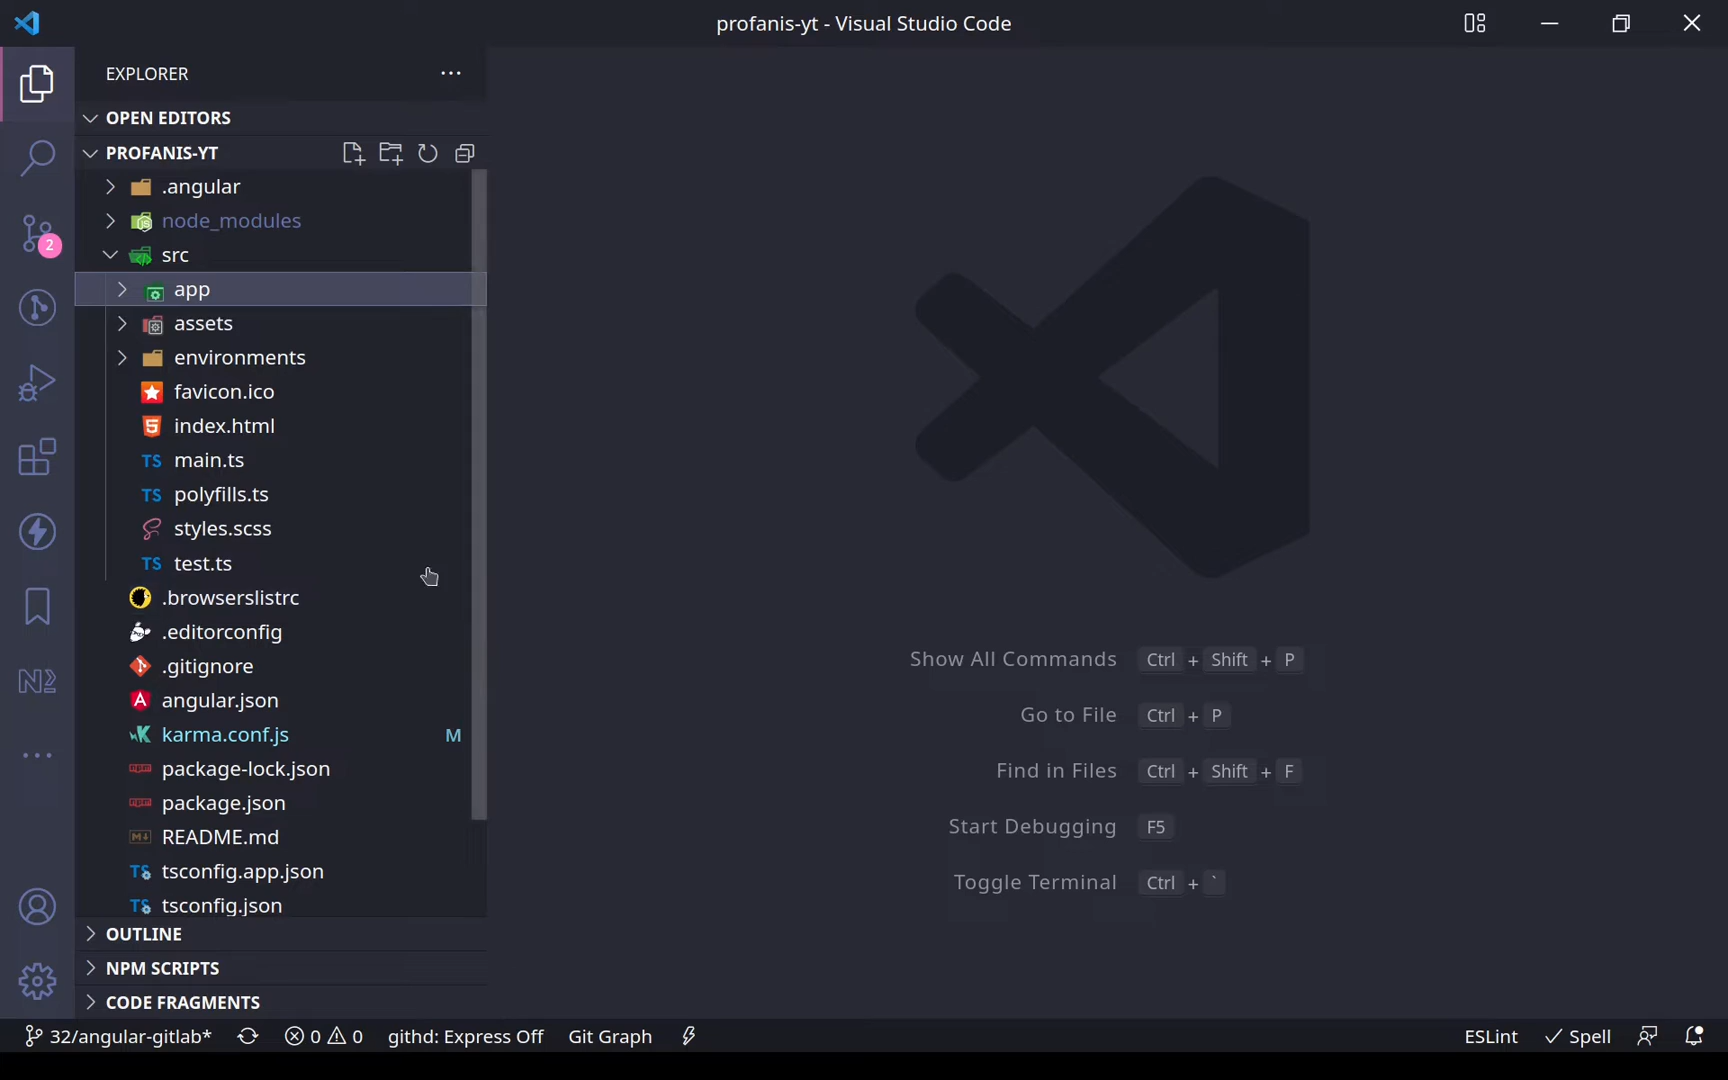 profanis-yt - Visual Studio Code
EXPLORER
OPEN EDITORS
PROFANIS-YT
.angular
node_modules
src
app
assets
environments
favicon.ico
index.html
TS main.ts
TS polyfills.ts
styles.scss
TS test.ts
.browserslistrc
.editorconfig
.gitignore
angular.json
karma.conf.js M
package-lock.json
package.json
README.md
TS tsconfig.app.json
TS tsconfig.json
OUTLINE
NPM SCRIPTS
CODE FRAGMENTS
2
Show All Commands Ctrl + Shift + P
Go to File Ctrl + P
Find in Files Ctrl + Shift + F
Start Debugging F5
Toggle Terminal Ctrl + `
32/angular-gitlab* 0 0 githd: Express Off Git Graph ESLint Spell